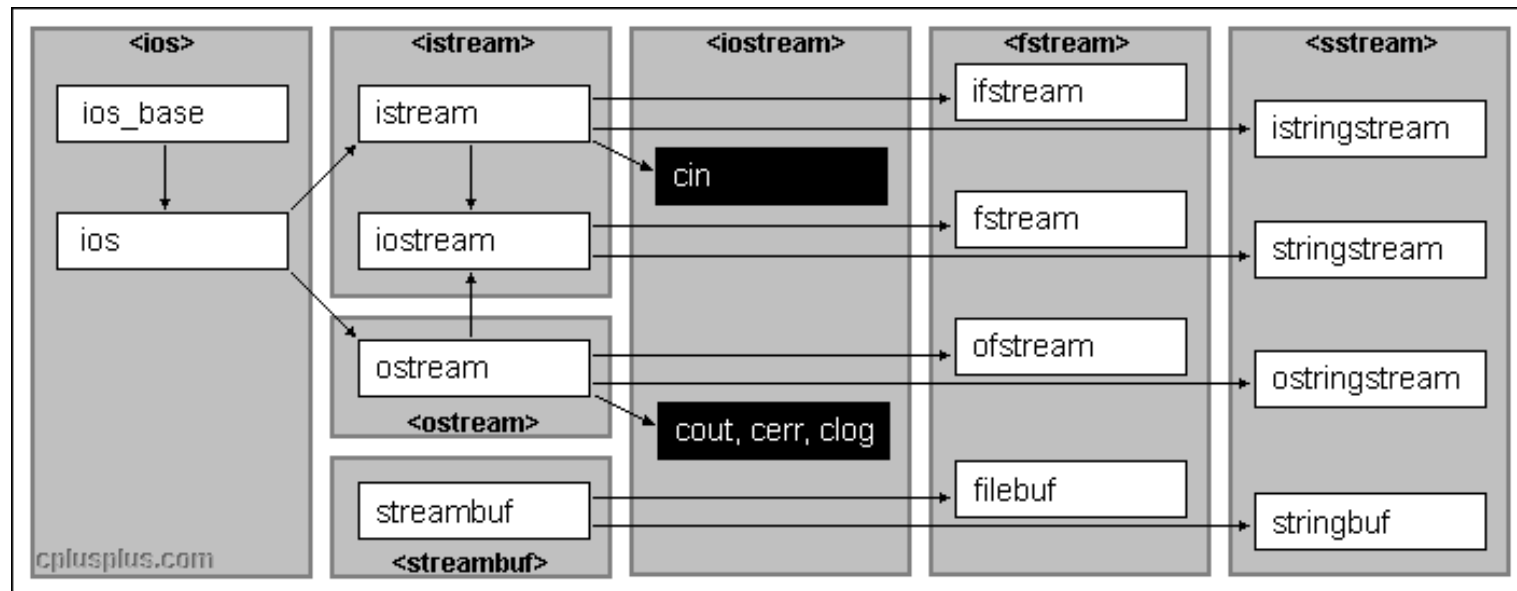 <ios>
ios_base
ios
<istream>
istream
iostream
ostream
<ostream>
streambuf
<streambuf>
<iostream>
cin
cout, cerr, clog
<fstream>
ifstream
fstream
ofstream
filebuf
<sstream>
istringstream
stringstream
ostringstream
stringbuf
cplusplus.com